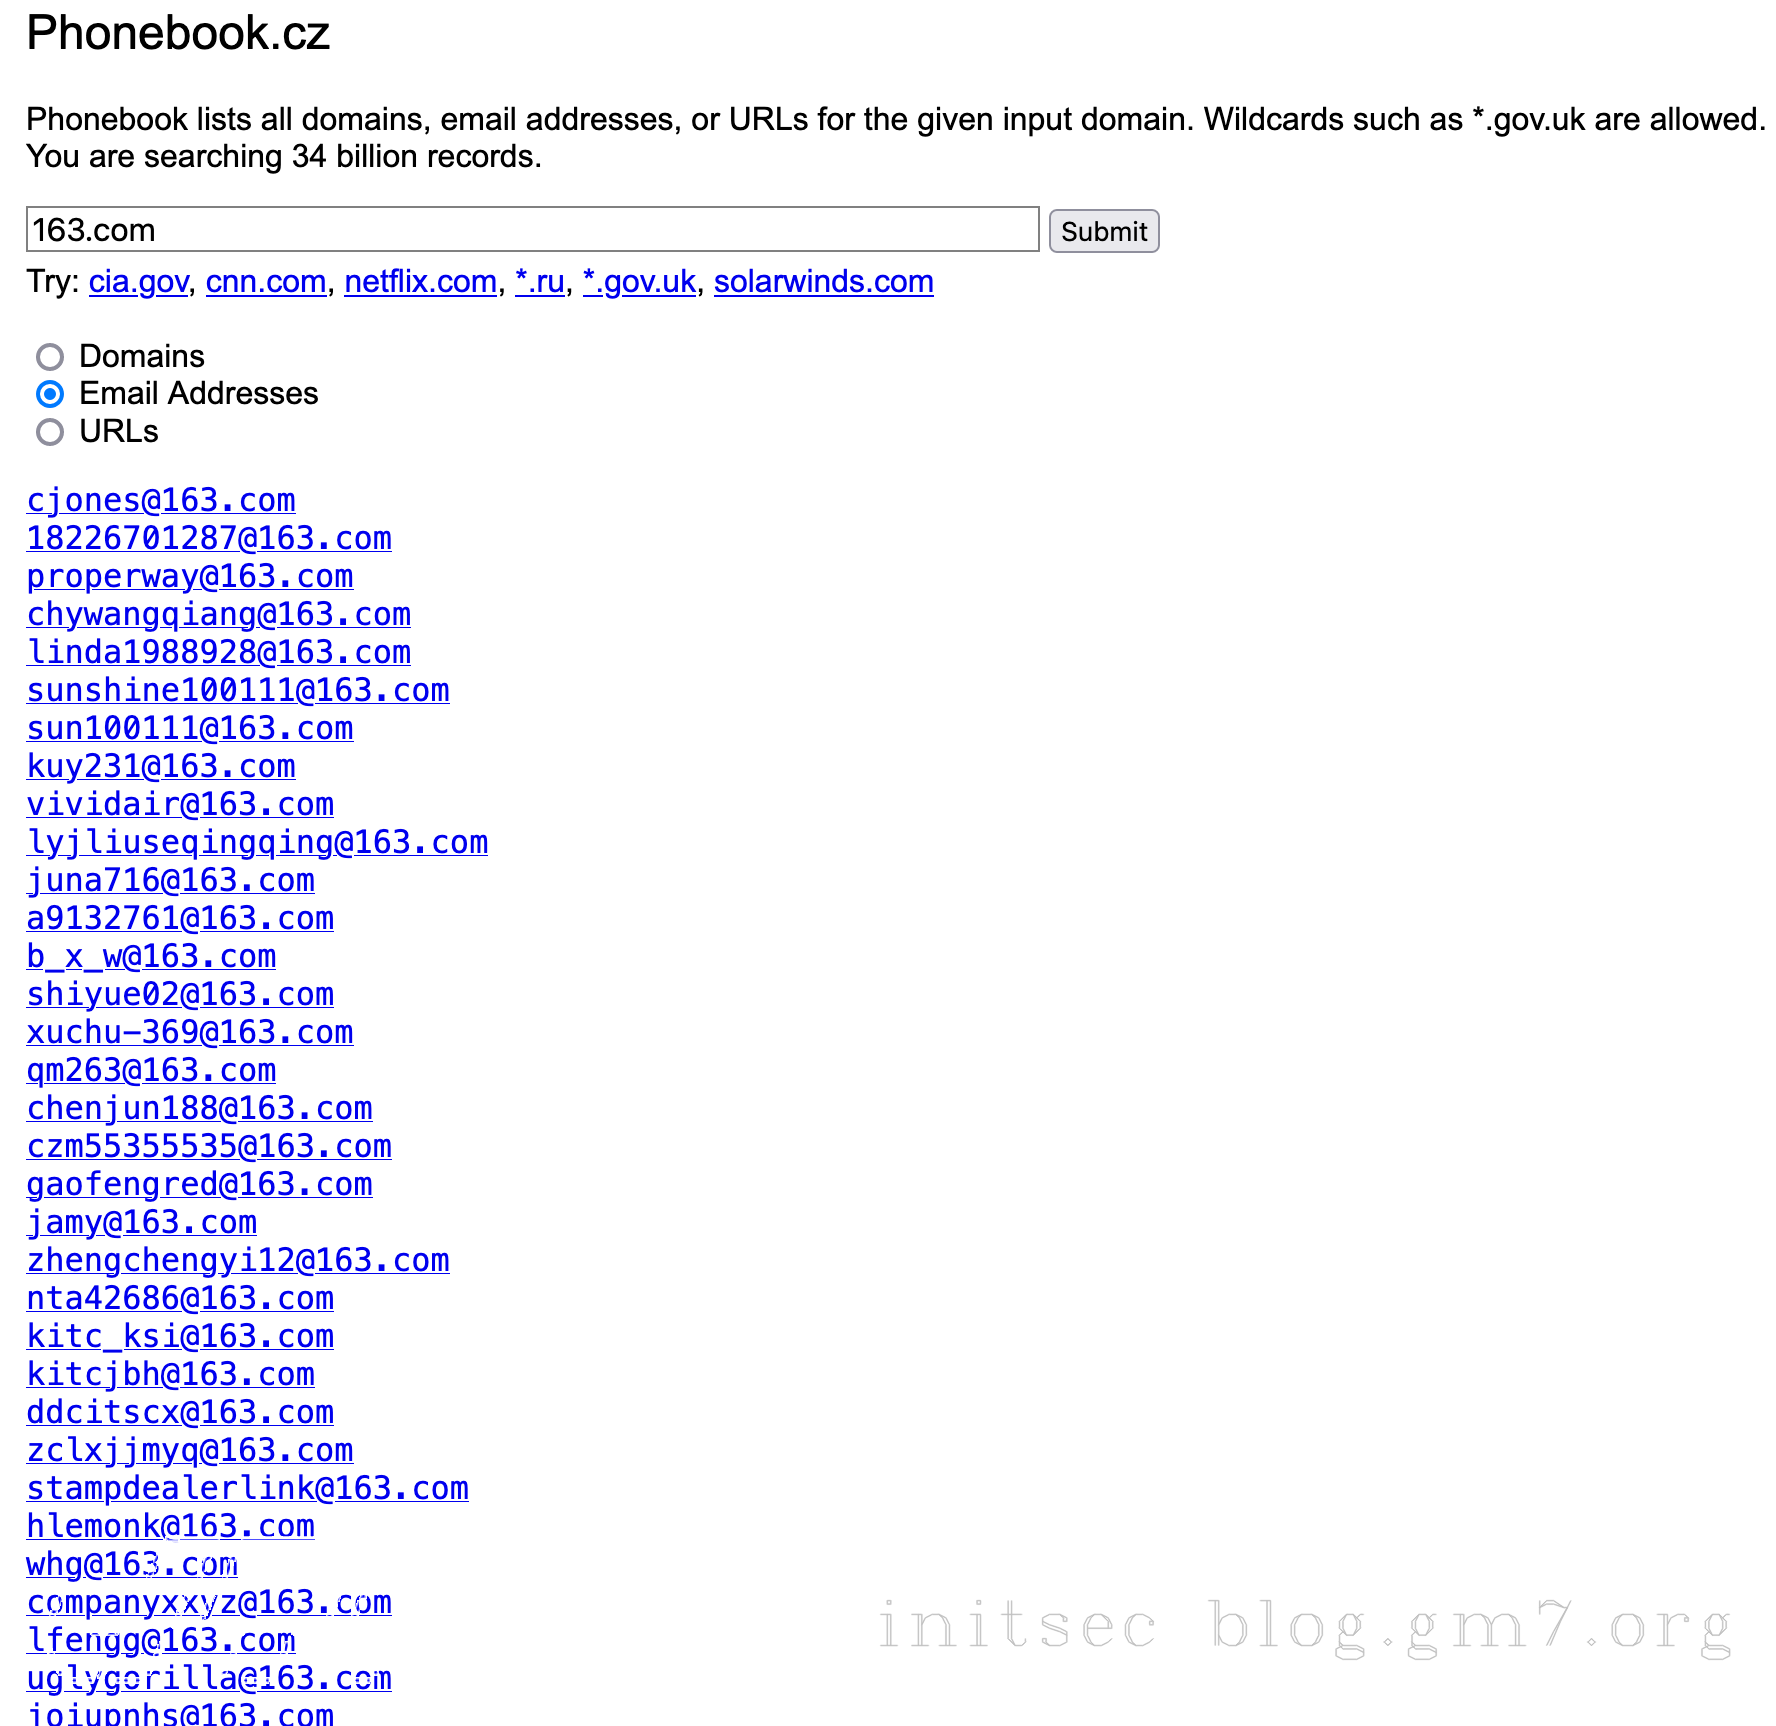 Phonebook.cz
Phonebook lists all domains, email addresses, or URLs for the given input domain. Wildcards such as *.gov.uk are allowed.
You are searching 34 billion records.
163.com Submit
Try: cia.gov, cnn.com, netflix.com, *.ru, *.gov.uk, solarwinds.com
Domains
Email Addresses
URLs
cjones@163.com
18226701287@163.com
properway@163.com
chywangqiang@163.com
linda1988928@163.com
sunshine100111@163.com
sun100111@163.com
kuy231@163.com
vividair@163.com
lyjliuseqingqing@163.com
juna716@163.com
a9132761@163.com
b_x_w@163.com
shiyue02@163.com
xuchu-369@163.com
qm263@163.com
chenjun188@163.com
czm55355535@163.com
gaofengred@163.com
jamy@163.com
zhengchengyi12@163.com
nta42686@163.com
kitc_ksi@163.com
kitcjbh@163.com
ddcitscx@163.com
zclxjjmyq@163.com
stampdealerlink@163.com
hlemonk@163.com
whg@163.com
companyxxyz@163.com
lfengg@163.com
uglygorilla@163.com
joiupnhs@163.com
initsec blog.gm7.org